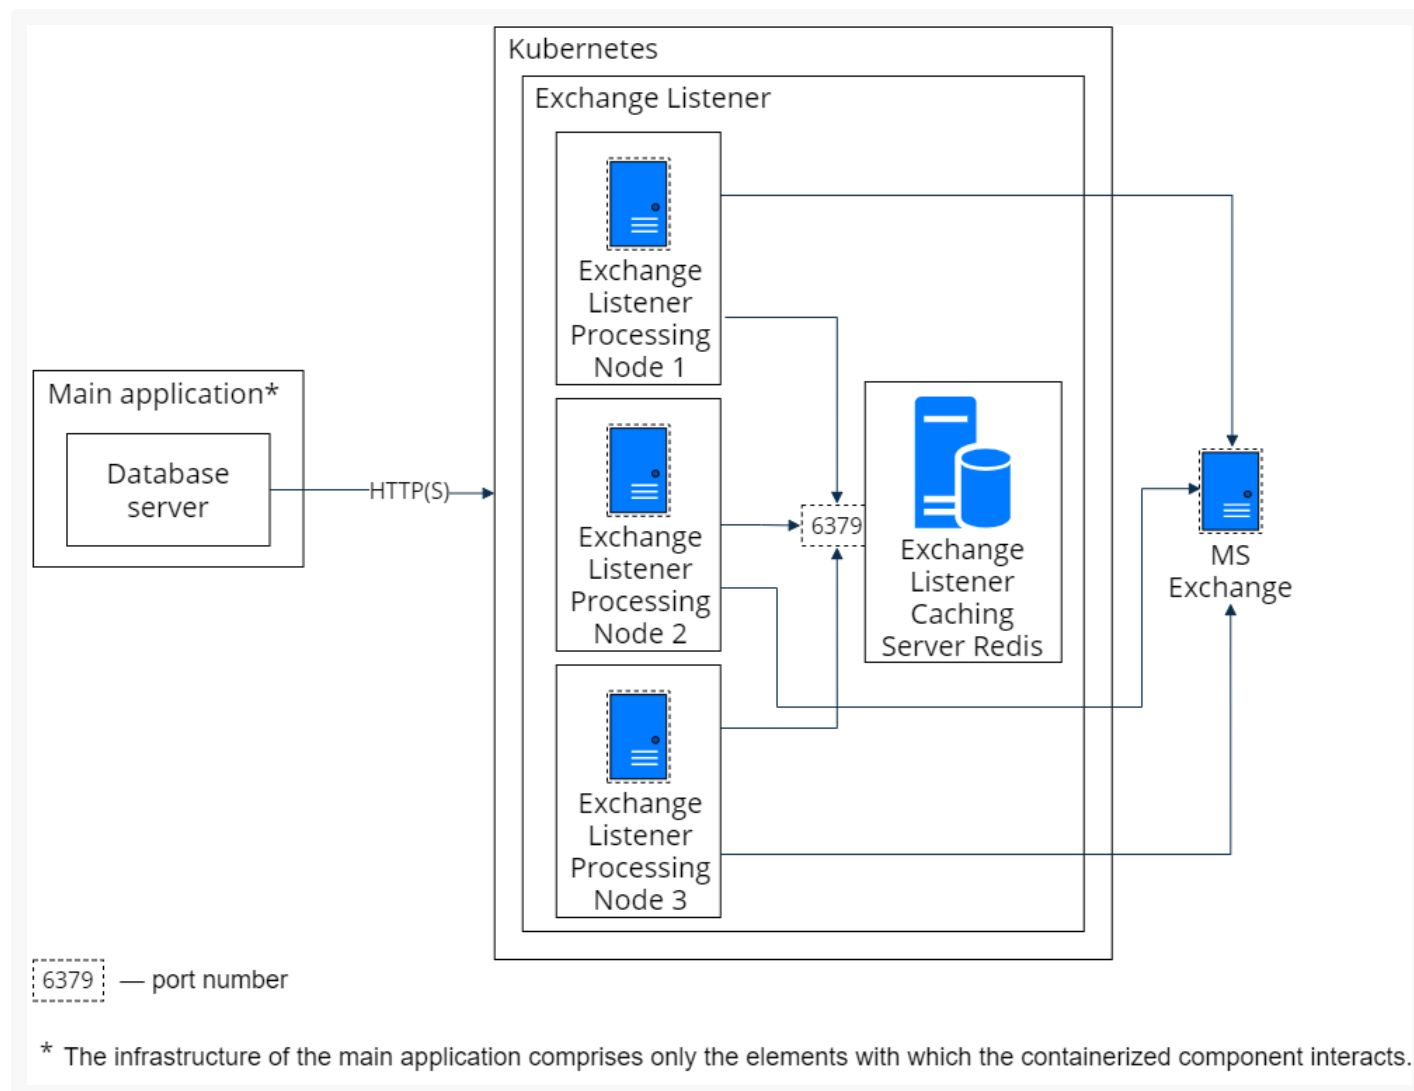 Kubernetes
Exchange Listener
Exchange
Listener
Processing
Node 1
Main application*
Database
server
HTTP(S)
Exchange
Listener
Processing
Node 2
6379
Exchange
Listener
Caching
Server Redis
MS
Exchange
Exchange
Listener
Processing
Node 3
6379 — port number
* The infrastructure of the main application comprises only the elements with which the containerized component interacts.